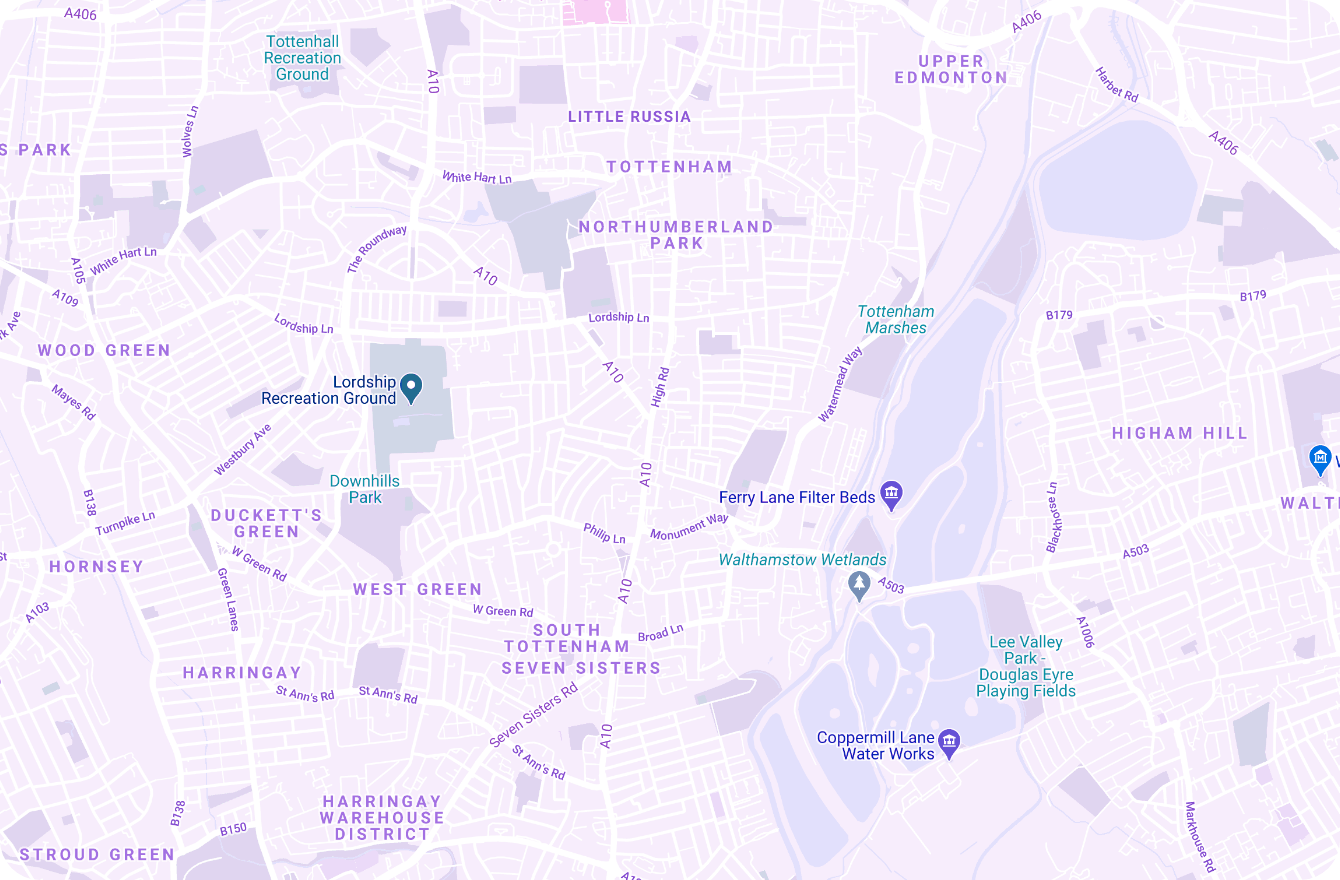 A406
Tottenhall
Recreation
Ground
A10
UPPER
EDMONTON
A406
Harbet Rd
A406
Wolves Ln
LITTLE RUSSIA
S PARK
TOTTENHAM
White Hart Ln
NORTHUMBERLAND
PARK
The Roundway
White Hart Ln
A105
A10
A109
B179
B179
rk Ave
Lordship Ln
Lordship Ln
Tottenham
Marshes
WOOD GREEN
A10
High Rd
Watermead Way
Lordship
Recreation Ground
Mayes Rd
Westbury Ave
HIGHAM HILL
W
A10
Downhills
Park
Ferry Lane Filter Beds
B138
WALT
Turnpike Ln
DUCKETT'S
GREEN
Philip Ln
Monument Way
Blackhorse Ln
A503
St
HORNSEY
W Green Rd
Walthamstow Wetlands
A503
WEST GREEN
A10
A103
Green Lanes
W Green Rd
SOUTH
TOTTENHAM
Broad Ln
A1006
Lee Valley
Park -
Douglas Eyre
Playing Fields
SEVEN SISTERS
HARRINGAY
St Ann's Rd
St Ann's Rd
Seven Sisters Rd
A10
Coppermill Lane
Water Works
St Ann's Rd
HARRINGAY
WAREHOUSE
DISTRICT
B138
B150
Markhouse Rd
STROUD GREEN
A10